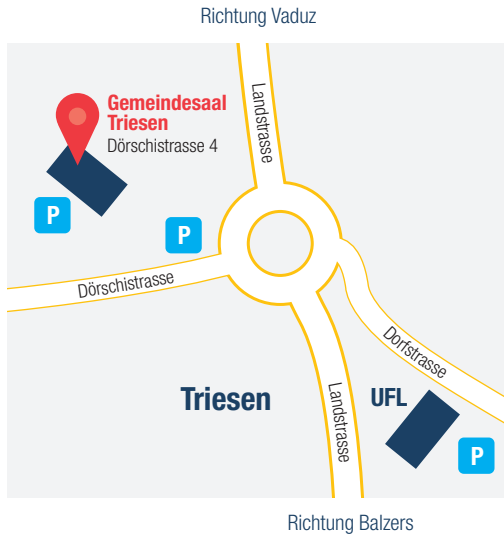 Richtung Vaduz
Landstrasse
Gemeindesaal
Triesen
Dörschistrasse 4
P
P
Dörschistrasse
Dorfstrasse
Triesen
Landstrasse
UFL
P
Richtung Balzers